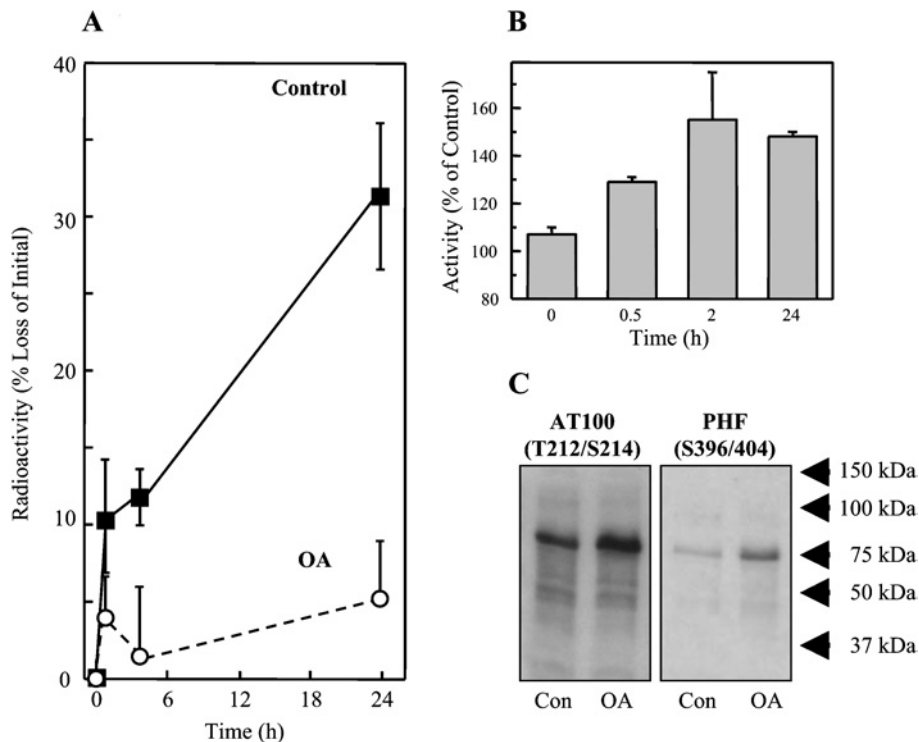 A
Radioactivity (% Loss of Initial)
40
30
20
10
0
Control
OA
0 6 12 18 24
Time (h)
B
Activity (% of Control)
160
140
120
100
80
0 0.5 2 24
Time (h)
C
AT100
(T212/S214)
PHF
(S396/404)
150 kDa
100 kDa
75 kDa
50 kDa
37 kDa
Con OA Con OA